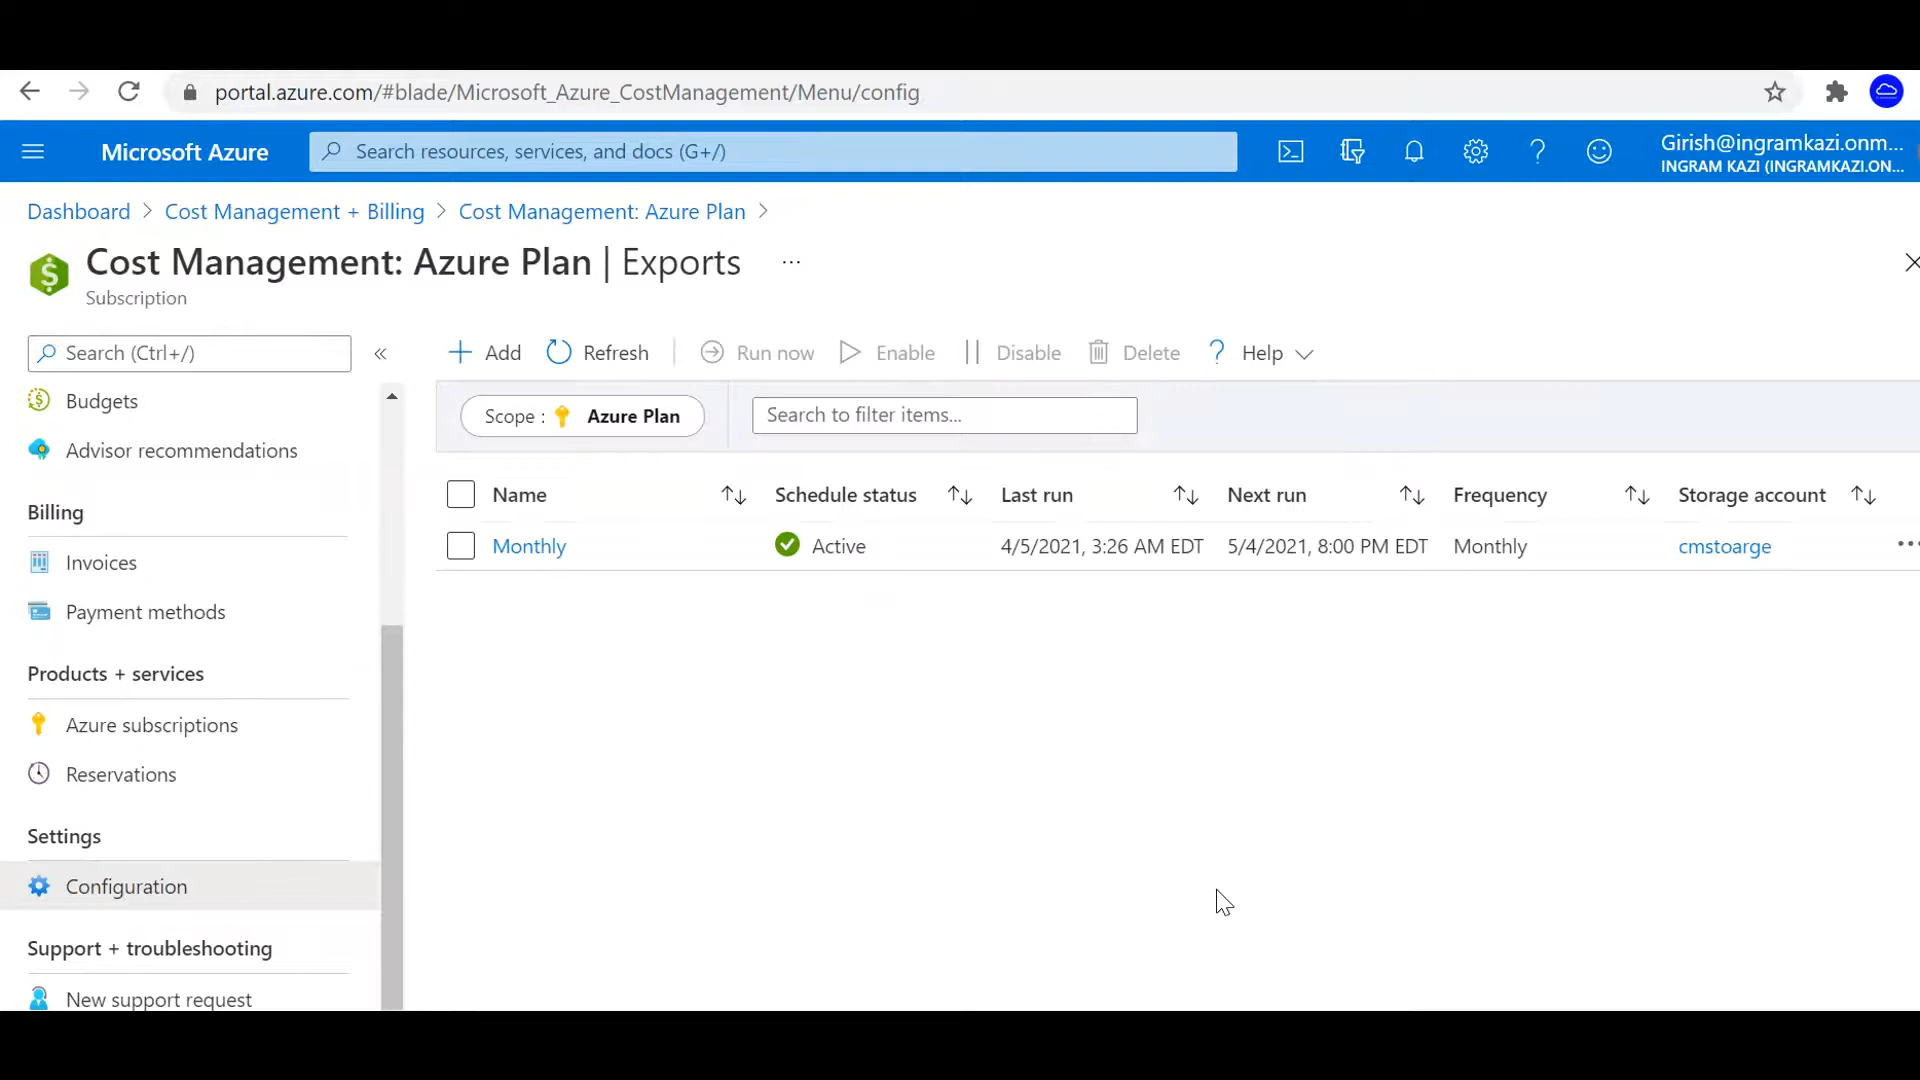 portal.azure.com/#blade/Microsoft_Azure_CostManagement/Menu/config
Microsoft Azure
Search resources, services, and docs (G+/)
Girish@ingramkazi.onm...
INGRAM KAZI (INGRAMKAZI.ON...
Dashboard > Cost Management + Billing > Cost Management: Azure Plan >
Cost Management: Azure Plan | Exports ...
Subscription
Search (Ctrl+/) «
Add Refresh Run now Enable Disable Delete Help
Budgets
Advisor recommendations
Billing
Invoices
Payment methods
Products + services
Azure subscriptions
Reservations
Settings
Configuration
Support + troubleshooting
New support request
Scope : Azure Plan
Search to filter items...
Name Schedule status Last run Next run Frequency Storage account
Monthly Active 4/5/2021, 3:26 AM EDT 5/4/2021, 8:00 PM EDT Monthly cmstoarge ...